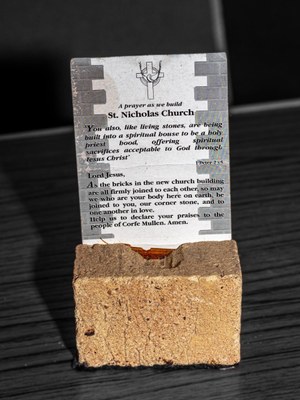 A prayer as we build
St. Nicholas Church
"You also, like living stones, are being
built into a spiritual house to be a holy
priest hood, offering spiritual
sacrifices acceptable to God through
Jesus Christ"
1 Peter 2 : 5
Lord Jesus,
As the bricks in the new church building
are all firmly joined to each other, so may
we who are your body here on earth, be
joined to you, our corner stone, and to
one another in love.
Help us to declare your praises to the
people of Corfe Mullen. Amen.